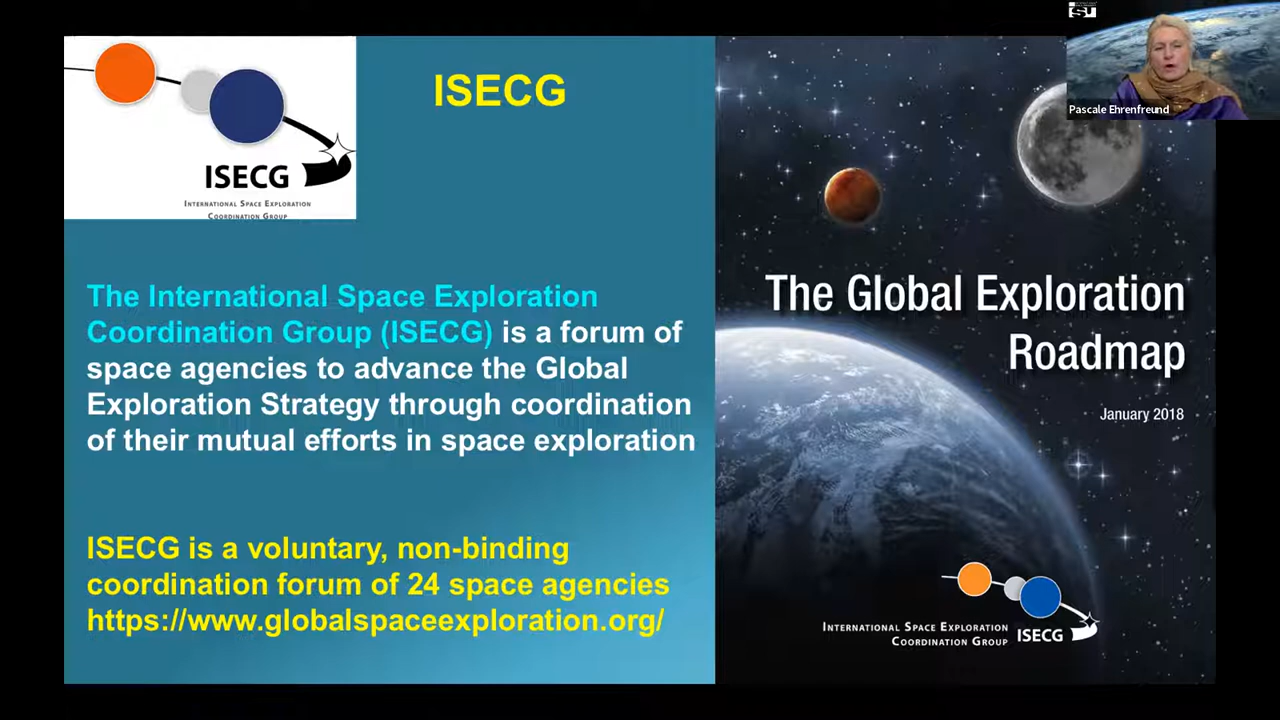 ISU
Pascale Ehrenfreund
ISECG
INTERNATIONAL SPACE EXPLORATION
COORDINATION GROUP
ISECG
The International Space Exploration
Coordination Group (ISECG) is a forum of
space agencies to advance the Global
Exploration Strategy through coordination
of their mutual efforts in space exploration
ISECG is a voluntary, non-binding
coordination forum of 24 space agencies
https://www.globalspaceexploration.org/
The Global Exploration
Roadmap
January 2018
INTERNATIONAL SPACE EXPLORATION
COORDINATION GROUP
ISECG